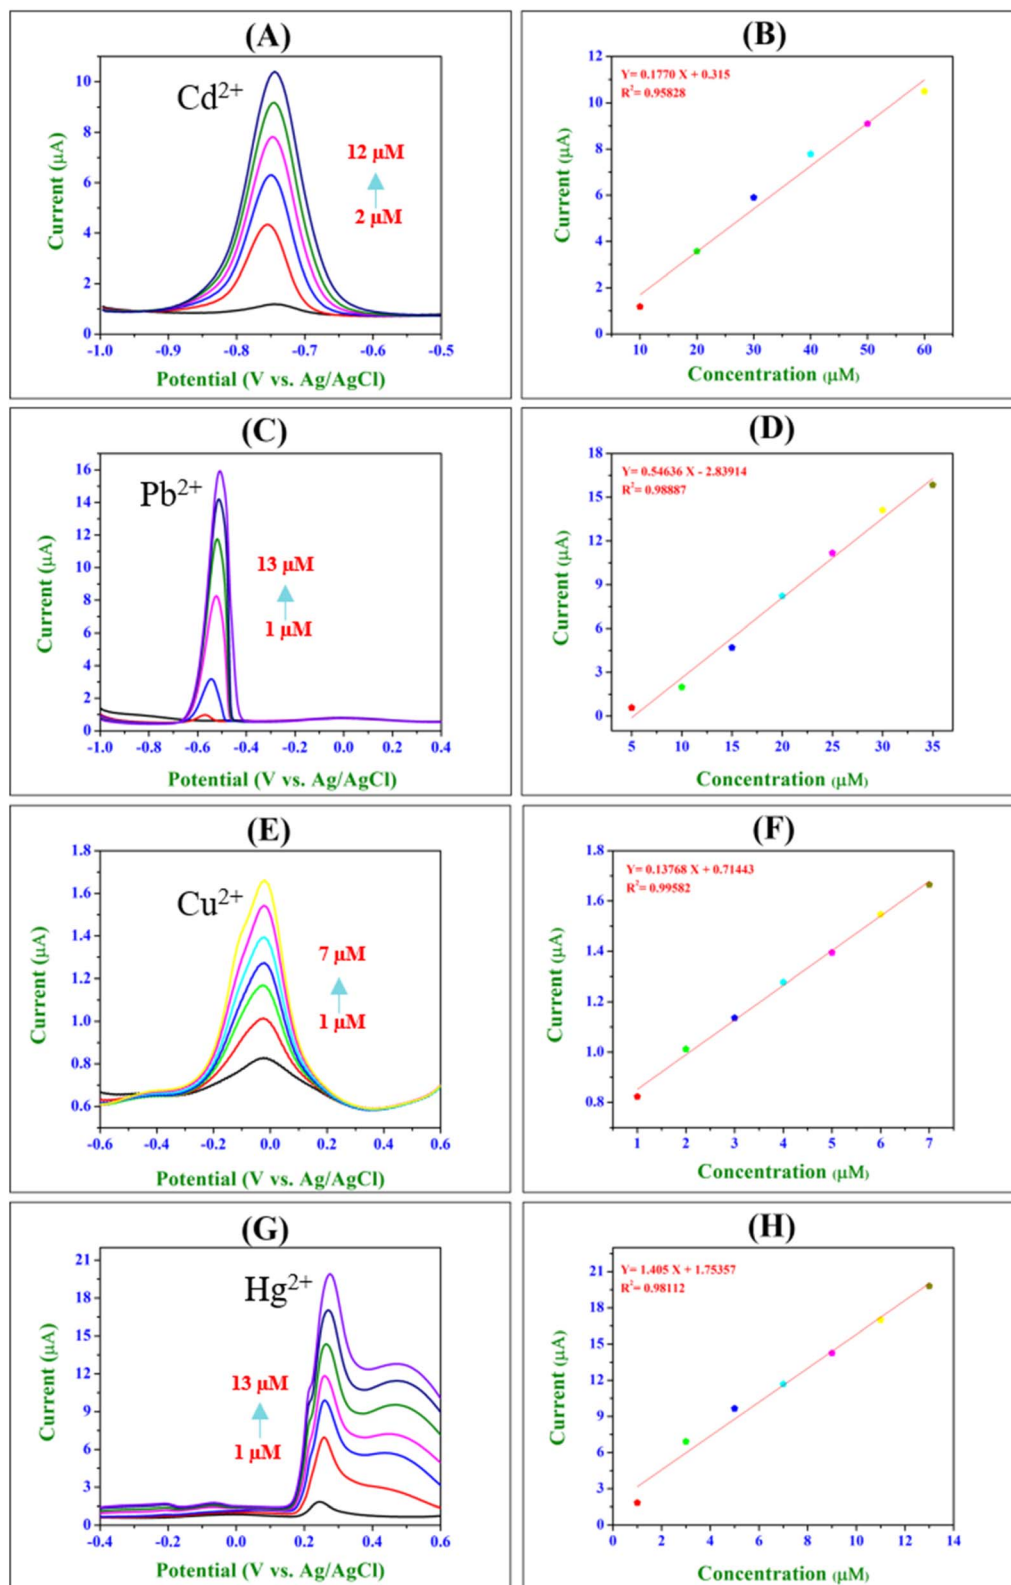 (A)
Cd²⁺
12 µM
2 µM
Current (µA)
10
8
6
4
2
0
-1.0 -0.9 -0.8 -0.7 -0.6 -0.5
Potential (V vs. Ag/AgCl)
(B)
Y= 0.1770 X + 0.315
R²= 0.95828
Current (µA)
12
10
8
6
4
2
0
10 20 30 40 50 60
Concentration (µM)
(C)
Pb²⁺
13 µM
1 µM
Current (µA)
16
14
12
10
8
6
4
2
0
-1.0 -0.8 -0.6 -0.4 -0.2 0.0 0.2 0.4
Potential (V vs. Ag/AgCl)
(D)
Y= 0.54636 X - 2.83914
R²= 0.98887
Current (µA)
18
15
12
9
6
3
0
5 10 15 20 25 30 35
Concentration (µM)
(E)
Cu²⁺
7 µM
1 µM
Current (µA)
1.8
1.6
1.4
1.2
1.0
0.8
0.6
-0.6 -0.4 -0.2 0.0 0.2 0.4 0.6
Potential (V vs. Ag/AgCl)
(F)
Y= 0.13768 X + 0.71443
R²= 0.99582
Current (µA)
1.8
1.6
1.4
1.2
1.0
0.8
1 2 3 4 5 6 7
Concentration (µM)
(G)
Hg²⁺
13 µM
1 µM
Current (µA)
21
18
15
12
9
6
3
0
-0.4 -0.2 0.0 0.2 0.4 0.6
Potential (V vs. Ag/AgCl)
(H)
Y= 1.405 X + 1.75357
R²= 0.98112
Current (µA)
21
18
15
12
9
6
3
0
0 2 4 6 8 10 12 14
Concentration (µM)